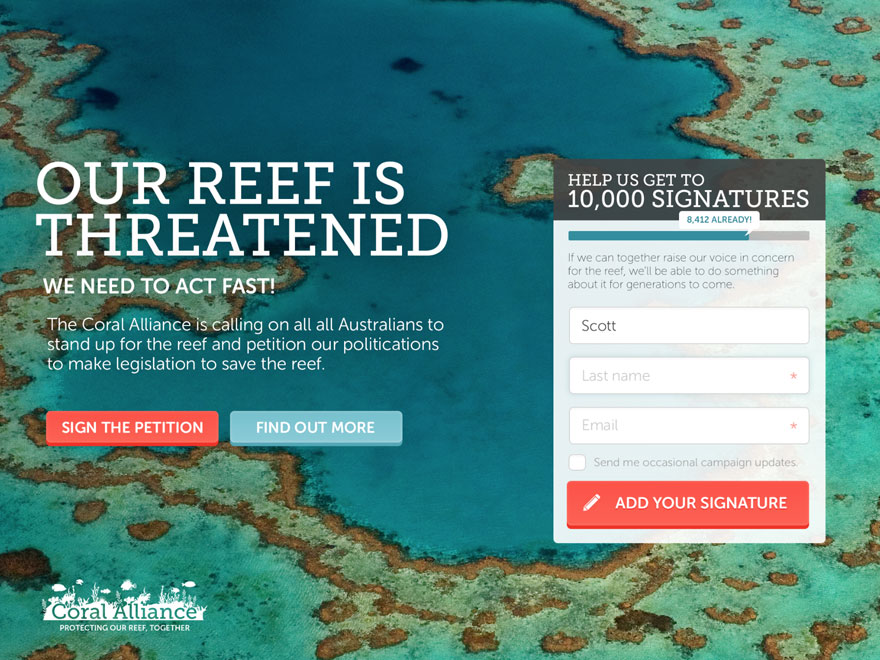 OUR REEF IS
THREATENED
WE NEED TO ACT FAST!
The Coral Alliance is calling on all all Australians to
stand up for the reef and petition our politications
to make legislation to save the reef.
SIGN THE PETITION
FIND OUT MORE
HELP US GET TO
10,000 SIGNATURES
8,412 ALREADY!
If we can together raise our voice in concern
for the reef, we'll be able to do something
about it for generations to come.
Scott
Last name *
Email *
Send me occasional campaign updates
ADD YOUR SIGNATURE
Coral Alliance
PROTECTING OUR REEF, TOGETHER